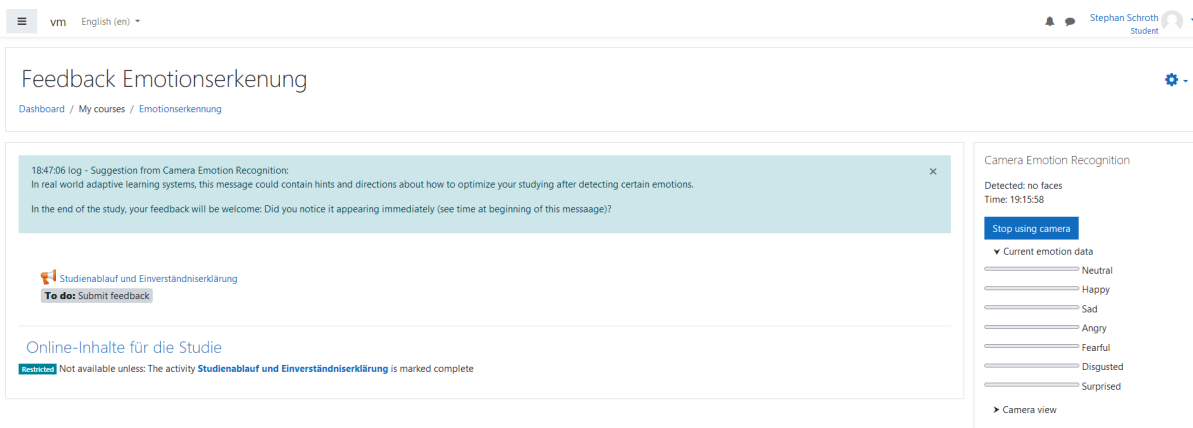 vm English (en)
Stephan Schroth
Student
Feedback Emotionserkenung
Dashboard / My courses / Emotionserkennung
18:47:06 log - Suggestion from Camera Emotion Recognition:
In real world adaptive learning systems, this message could contain hints and directions about how to optimize your studying after detecting certain emotions.
In the end of the study, your feedback will be welcome: Did you notice it appearing immediately (see time at beginning of this messaage)?
×
Studienablauf und Einverständniserklärung
To do: Submit feedback
Online-Inhalte für die Studie
Restricted Not available unless: The activity Studienablauf und Einverständniserklärung is marked complete
Camera Emotion Recognition
Detected: no faces
Time: 19:15:58
Stop using camera
Current emotion data
Neutral
Happy
Sad
Angry
Fearful
Disgusted
Surprised
Camera view